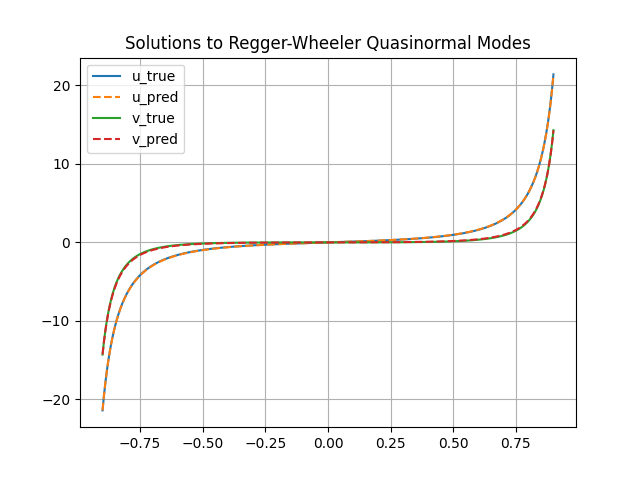 Solutions to Regger-Wheeler Quasinormal Modes
u_true
u_pred
v_true
v_pred
20
10
0
−10
−20
−0.75 −0.50 −0.25 0.00 0.25 0.50 0.75